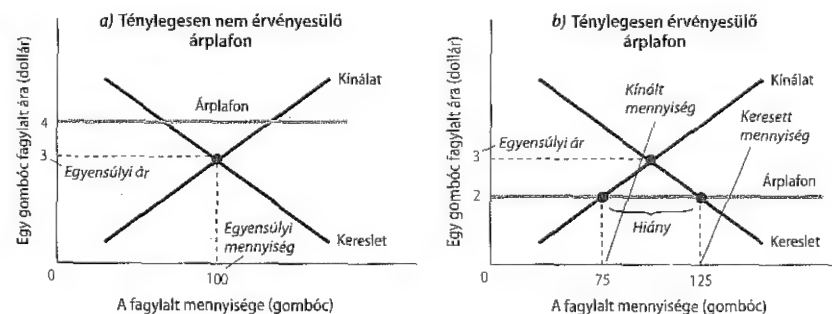 a) Ténylegesen nem érvényesülő
árplafon
Egy gombóc fagylalt ára (dollár)
Kínálat
Árplafon
4
3
Egyensúlyi ár
Egyensúlyi
mennyiség
Kereslet
0
100
A fagylalt mennyisége (gombóc)
b) Ténylegesen érvényesülő
árplafon
Egy gombóc fagylalt ára (dollár)
Kínált
mennyiség
Kínálat
Keresett
mennyiség
3
Egyensúlyi ár
Árplafon
2
Hiány
Kereslet
0
75
125
A fagylalt mennyisége (gombóc)